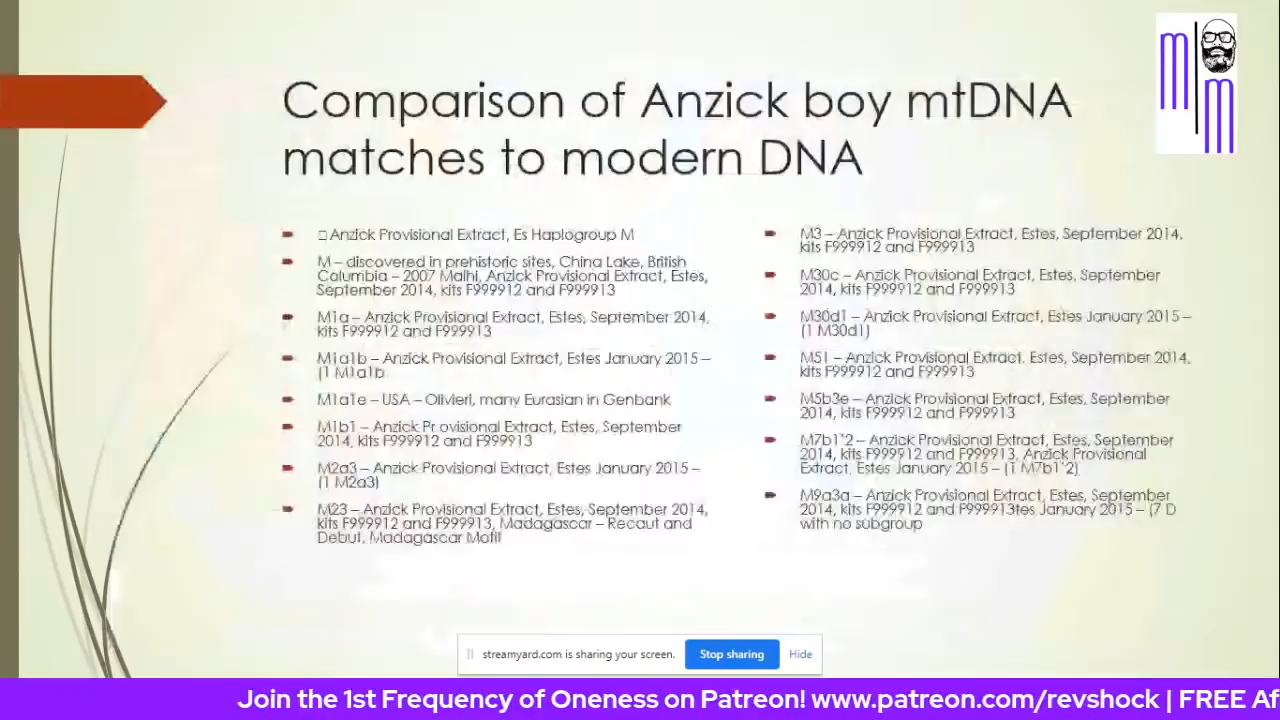 Comparison of Anzick boy mtDNA
matches to modern DNA
Anzick Provisional Extract, Es Haplogroup M
M – discovered in prehistoric sites, China Lake, British
Columbia – 2007 Malhi, Anzick Provisional Extract, Estes,
September 2014, kits F999912 and F999913
M1a – Anzick Provisional Extract, Estes, September 2014,
kits F999912 and F999913
M1a1b – Anzick Provisional Extract, Estes January 2015 –
(1 M1a1b
M1a1e – USA – Olivieri, many Eurasian in Genbank
M1b1 – Anzick Provisional Extract, Estes, September
2014, kits F999912 and F999913
M2a3 – Anzick Provisional Extract, Estes January 2015 –
(1 M2a3)
M23 – Anzick Provisional Extract, Estes, September 2014,
kits F999912 and F999913, Madagascar – Recaut and
Debut, Madagascar Motif
M3 – Anzick Provisional Extract, Estes, September 2014,
kits F999912 and F999913
M30c – Anzick Provisional Extract, Estes, September
2014, kits F999912 and F999913
M30d1 – Anzick Provisional Extract, Estes January 2015 –
(1 M30d1)
M51 – Anzick Provisional Extract, Estes, September 2014,
kits F999912 and F999913
M5b3e – Anzick Provisional Extract, Estes, September
2014, kits F999912 and F999913
M7b1'2 – Anzick Provisional Extract, Estes, September
2014, kits F999912 and F999913, Anzick Provisional
Extract, Estes January 2015 – (1 M7b1'2)
M9a3a – Anzick Provisional Extract, Estes, September
2014, kits F999912 and F999913tes January 2015 – (7 D
with no subgroup
m m
streamyard.com is sharing your screen.
Stop sharing
Hide
Join the 1st Frequency of Oneness on Patreon! www.patreon.com/revshock | FREE Af